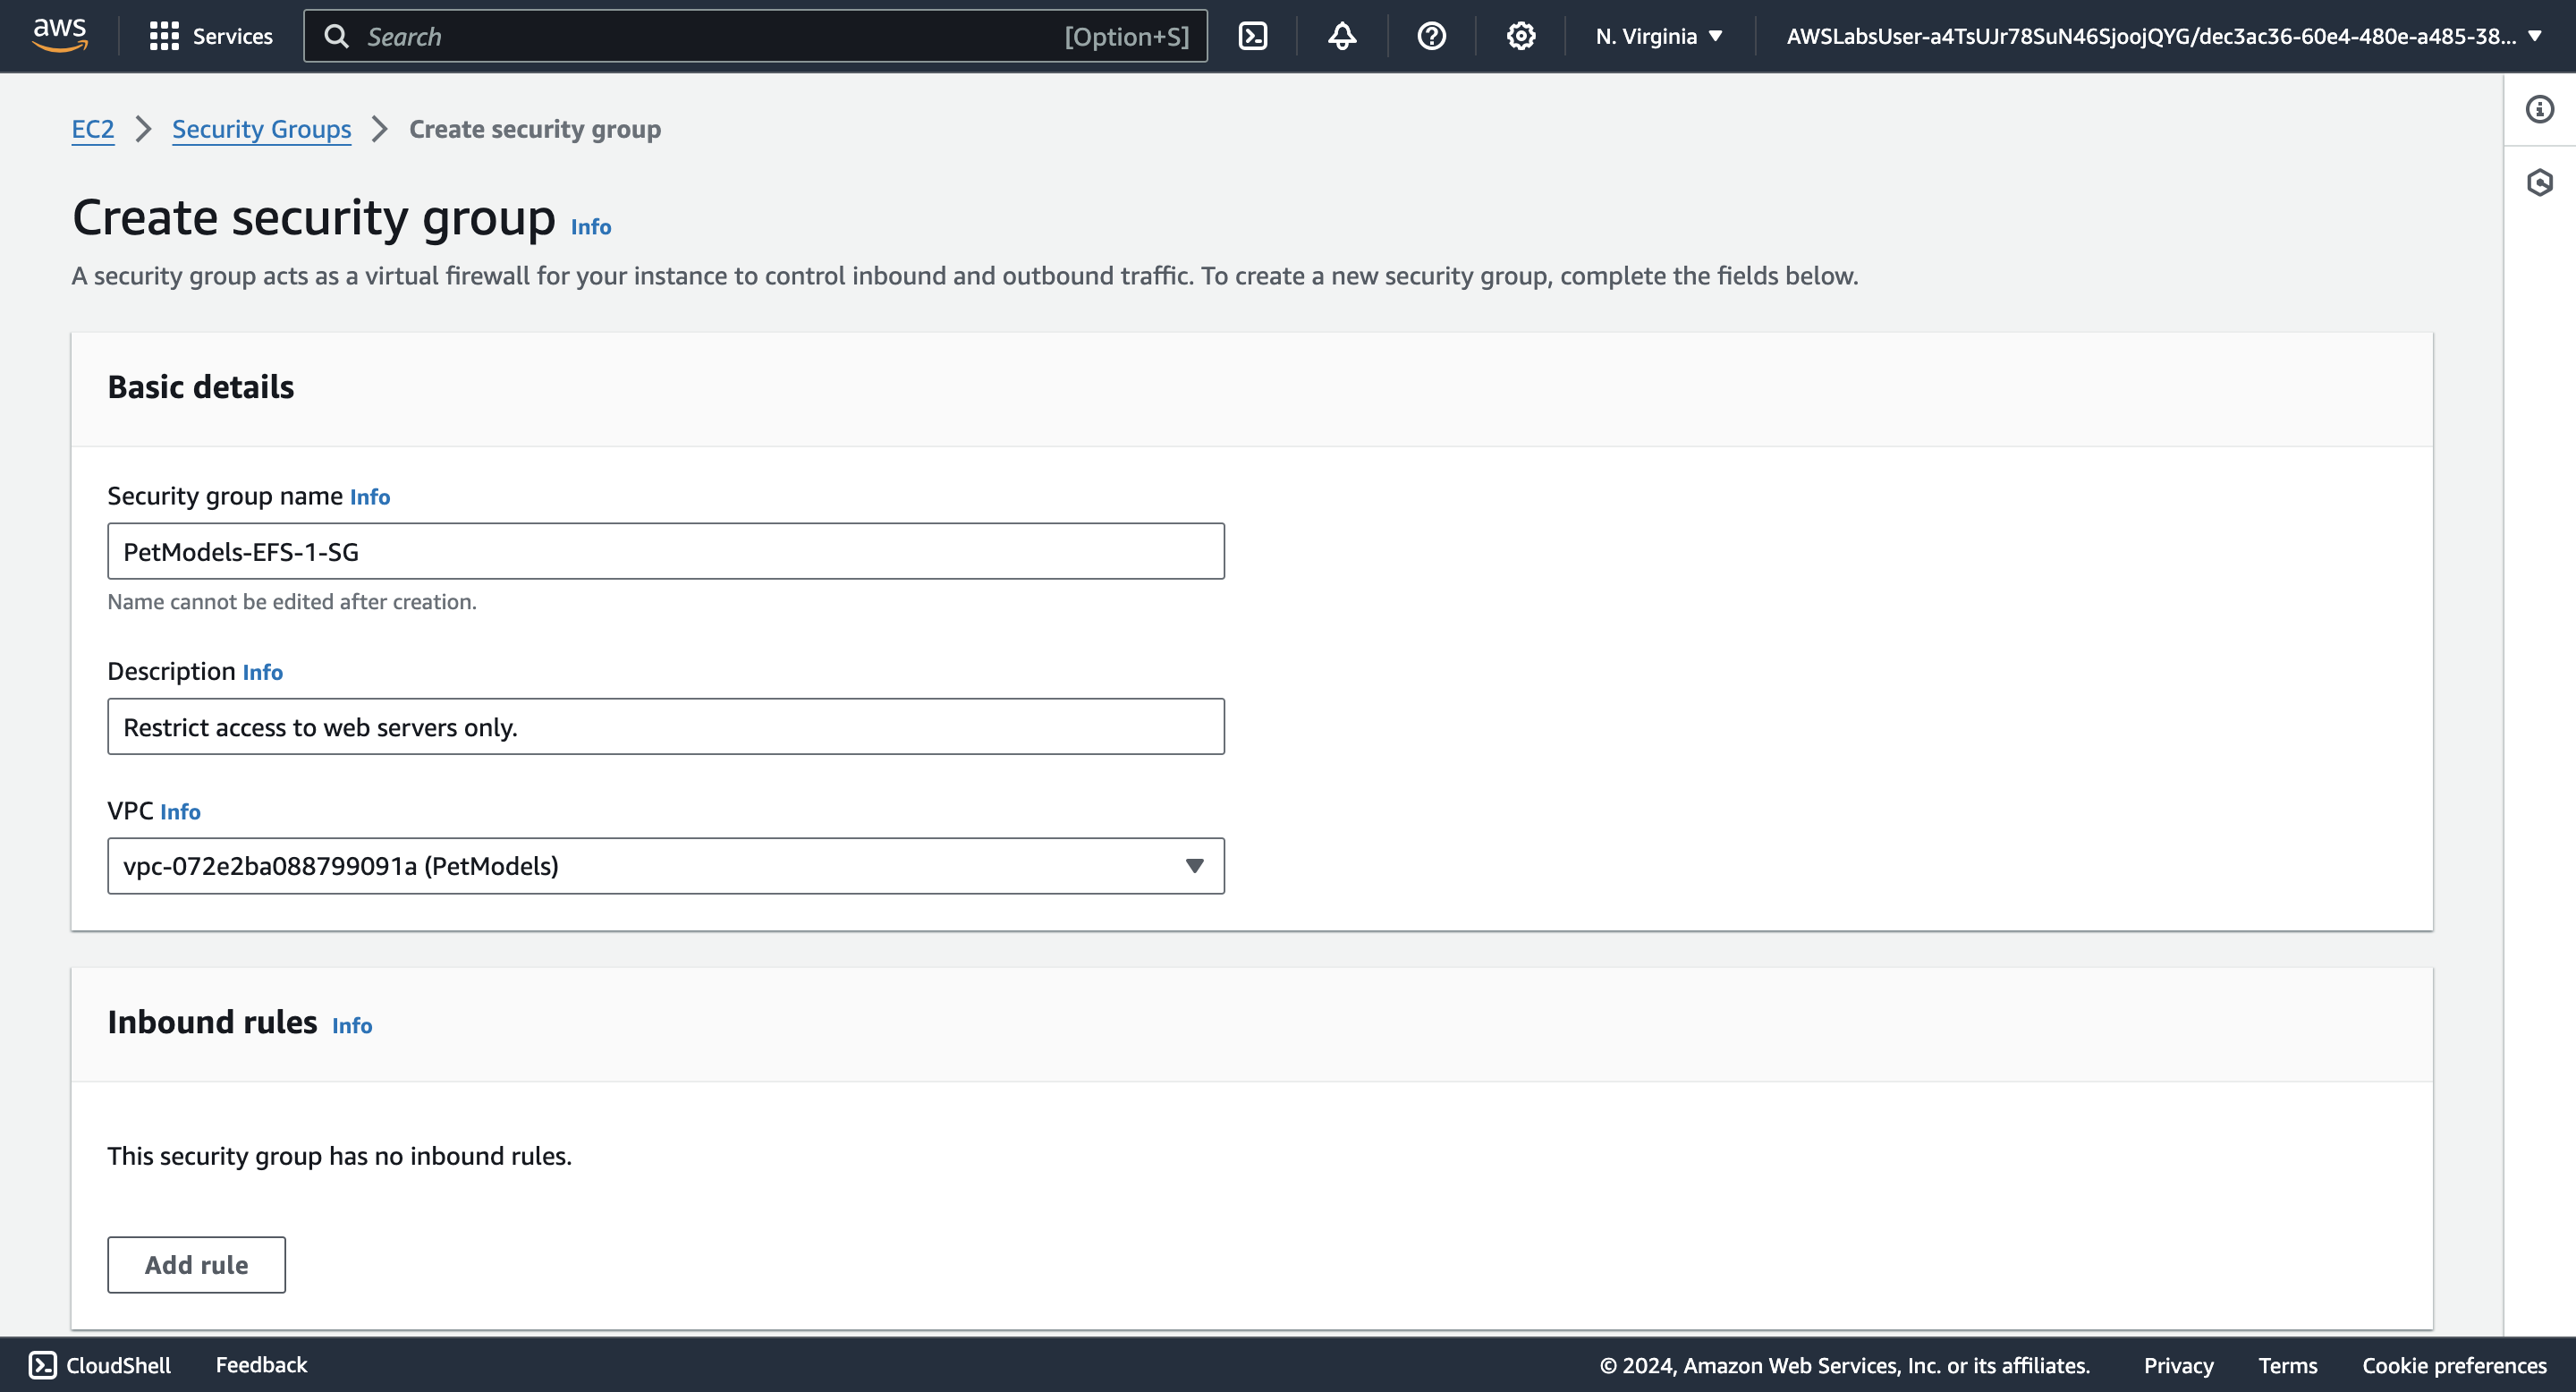 aws Services Search [Option+S] N. Virginia AWSLabsUser-a4TsUJr78SuN46SjoojQYG/dec3ac36-60e4-480e-a485-38...
EC2 Security Groups Create security group
Create security group Info
A security group acts as a virtual firewall for your instance to control inbound and outbound traffic. To create a new security group, complete the fields below.
Basic details
Security group name Info
PetModels-EFS-1-SG
Name cannot be edited after creation.
Description Info
Restrict access to web servers only.
VPC Info
vpc-072e2ba088799091a (PetModels)
Inbound rules Info
This security group has no inbound rules.
Add rule
CloudShell Feedback © 2024, Amazon Web Services, Inc. or its affiliates. Privacy Terms Cookie preferences